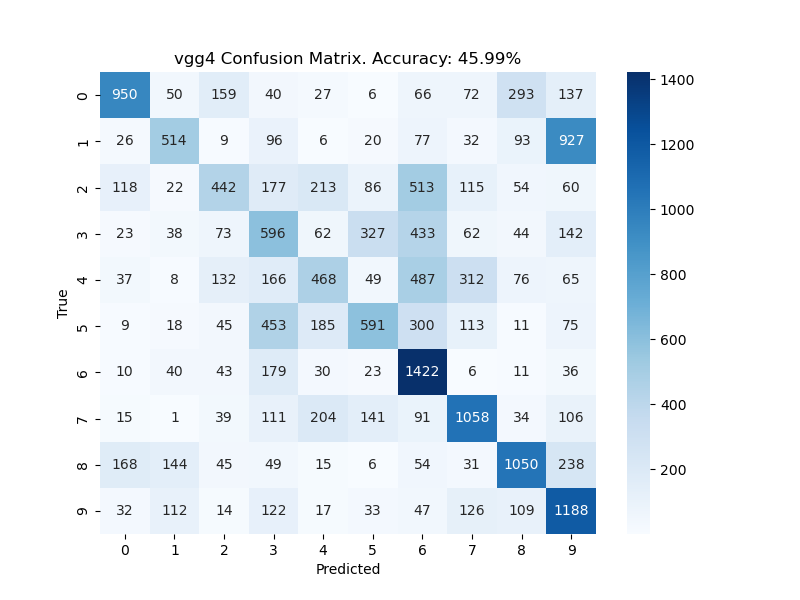 vgg4 Confusion Matrix. Accuracy: 45.99%
0 950 50 159 40 27 6 66 72 293 137
1 26 514 9 96 6 20 77 32 93 927
2 118 22 442 177 213 86 513 115 54 60
3 23 38 73 596 62 327 433 62 44 142
4 37 8 132 166 468 49 487 312 76 65
5 9 18 45 453 185 591 300 113 11 75
6 10 40 43 179 30 23 1422 6 11 36
7 15 1 39 111 204 141 91 1058 34 106
8 168 144 45 49 15 6 54 31 1050 238
9 32 112 14 122 17 33 47 126 109 1188
0 1 2 3 4 5 6 7 8 9
Predicted
True
1400
1200
1000
800
600
400
200